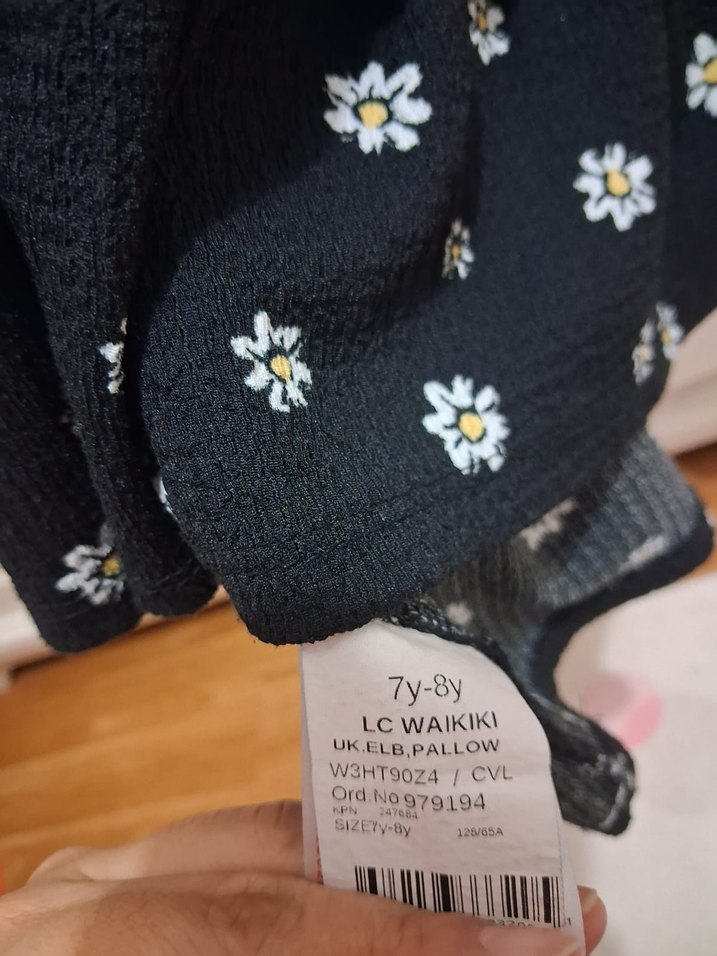 7y-8y
LC WAIKIKI
UK.ELB,PALLOW
W3HT90Z4 / CVL
Ord.No 979194
KPN 247684
SIZE7y-8y 128/65A